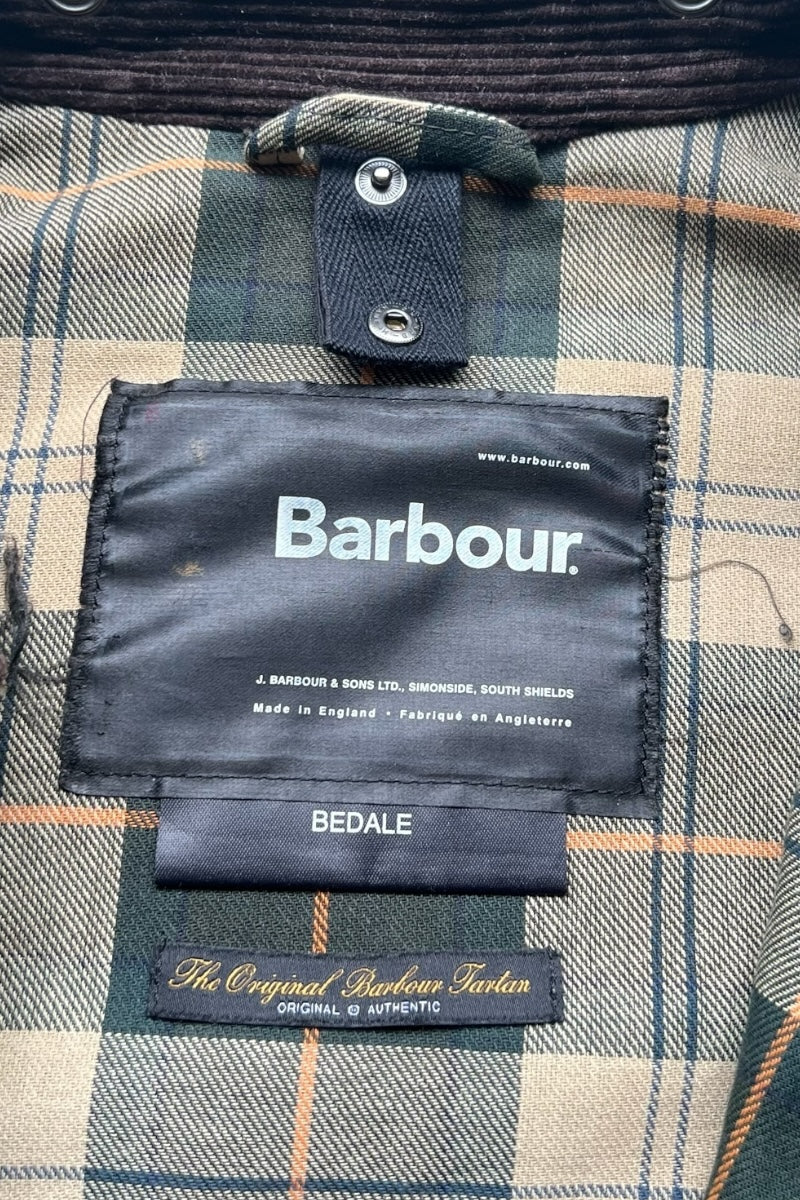 www.barbour.com
Barbour®
J. BARBOUR & SONS LTD., SIMONSIDE, SOUTH SHIELDS
Made in England • Fabriqué en Angleterre
BEDALE
The Original Barbour Tartan
ORIGINAL AUTHENTIC